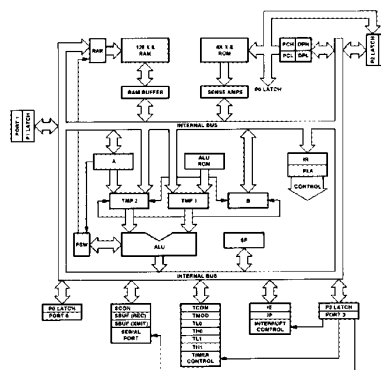 RAR
128 X 8
RAM
4K X 8
ROM
PCH DPH
PCL DPL
P2 LATCH
RAM BUFFER
SENSE AMPS
P0 LATCH
PORT 1
P1 LATCH
INTERNAL BUS
A
ALU
ROM
IR
PLA
CONTROL
TMP 2
TMP 1
B
PSW
ALU
SP
INTERNAL BUS
P0 LATCH
PORT 0
SCON
SBUF (REC)
SBUF (XMIT)
SERIAL
PORT
TCON
TMOD
TL0
TH0
TL1
TH1
TIMER
CONTROL
IE
IP
INTERRUPT
CONTROL
P3 LATCH
PORT 3